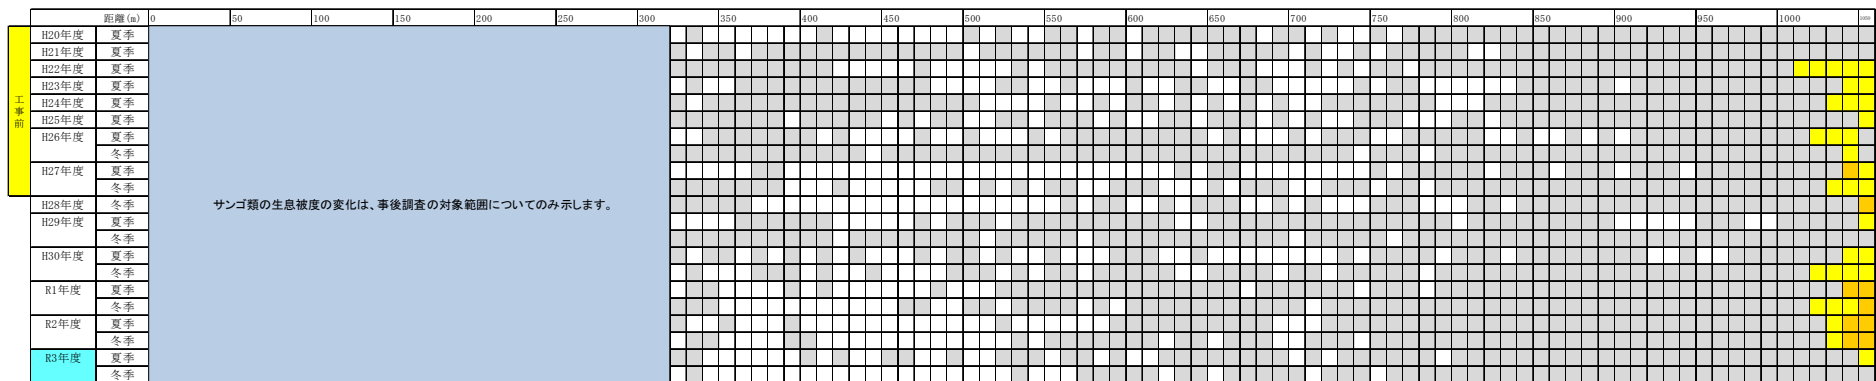 距離(m) 0 50 100 150 200 250 300 350 400 450 500 550 600 650 700 750 800 850 900 950 1000 1050
工事前
H20年度 夏季
H21年度 夏季
H22年度 夏季
H23年度 夏季
H24年度 夏季
H25年度 夏季
H26年度 夏季
冬季
H27年度 夏季
冬季
サンゴ類の生息被度の変化は、事後調査の対象範囲についてのみ示します。
H28年度 冬季
H29年度 夏季
冬季
H30年度 夏季
冬季
R1年度 夏季
冬季
R2年度 夏季
冬季
R3年度 夏季
冬季